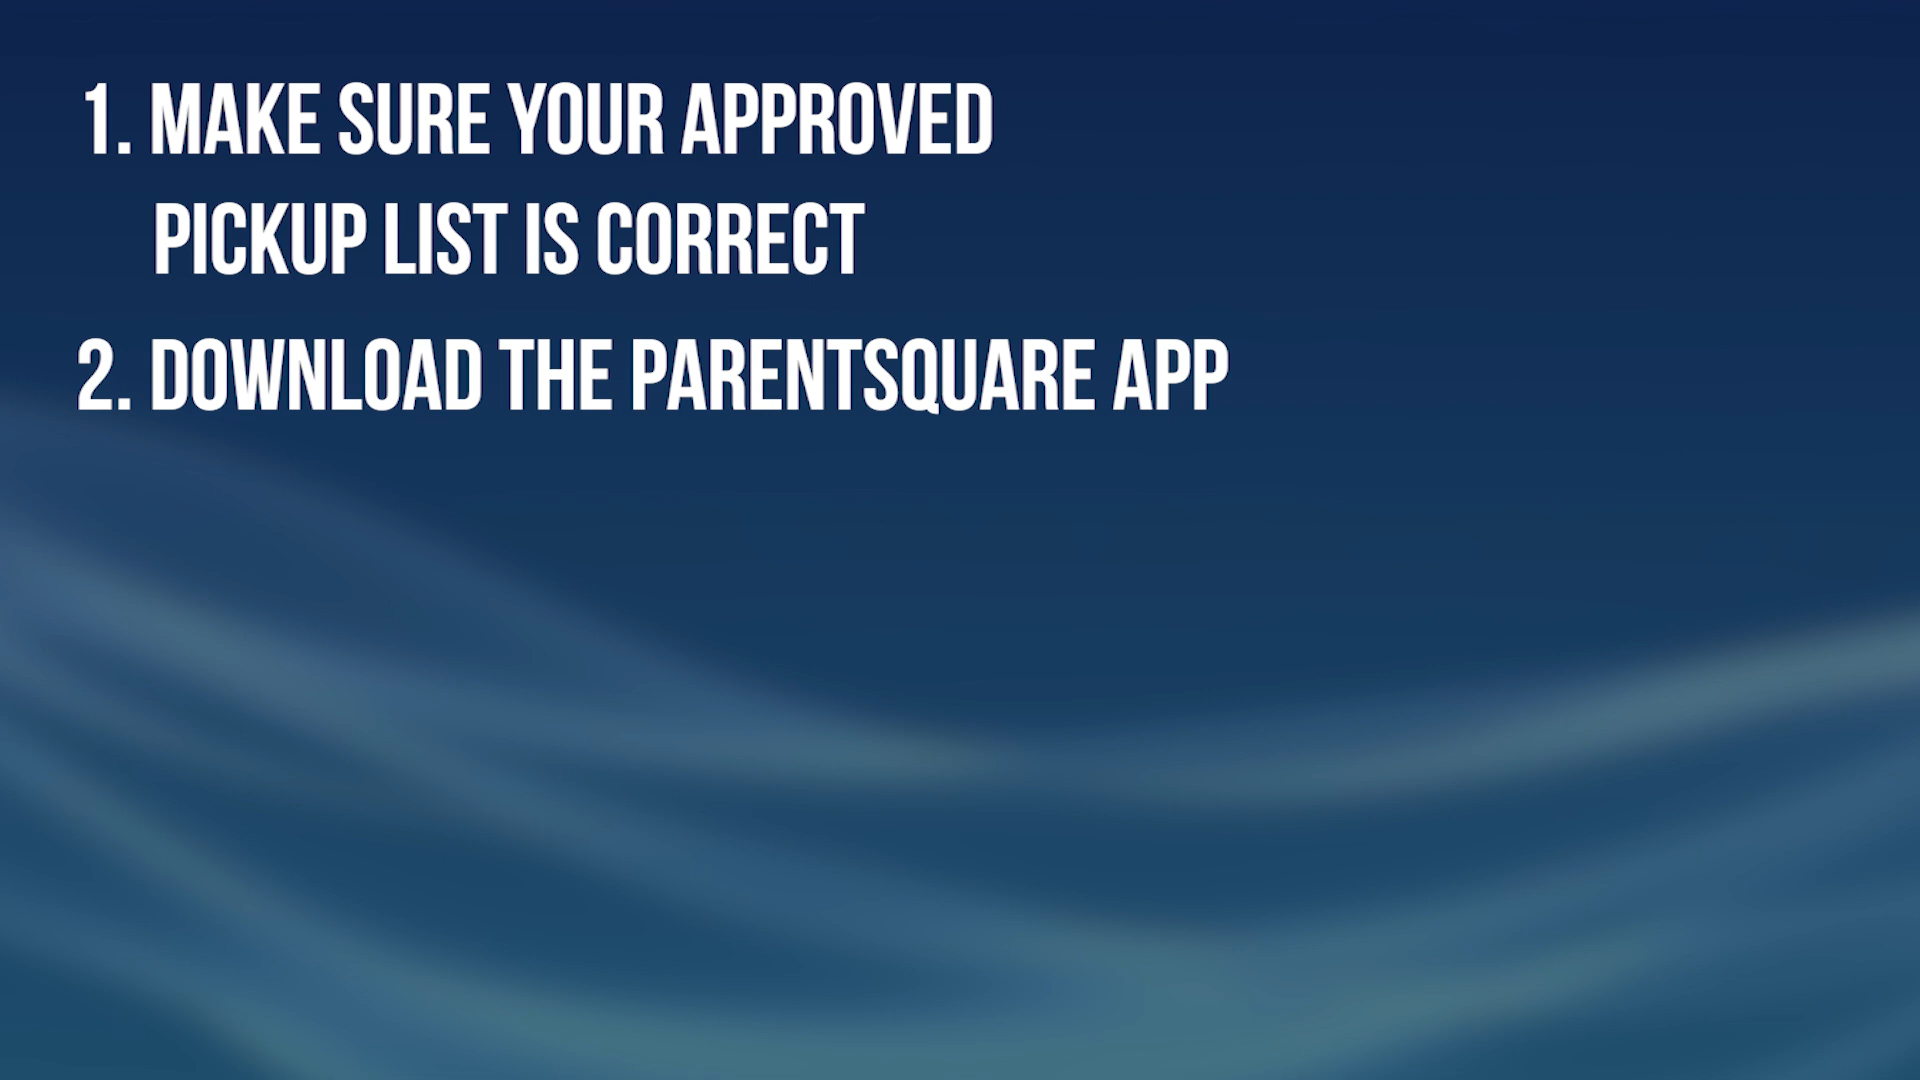 1. MAKE SURE YOUR APPROVED
PICKUP LIST IS CORRECT
2. DOWNLOAD THE PARENTSQUARE APP